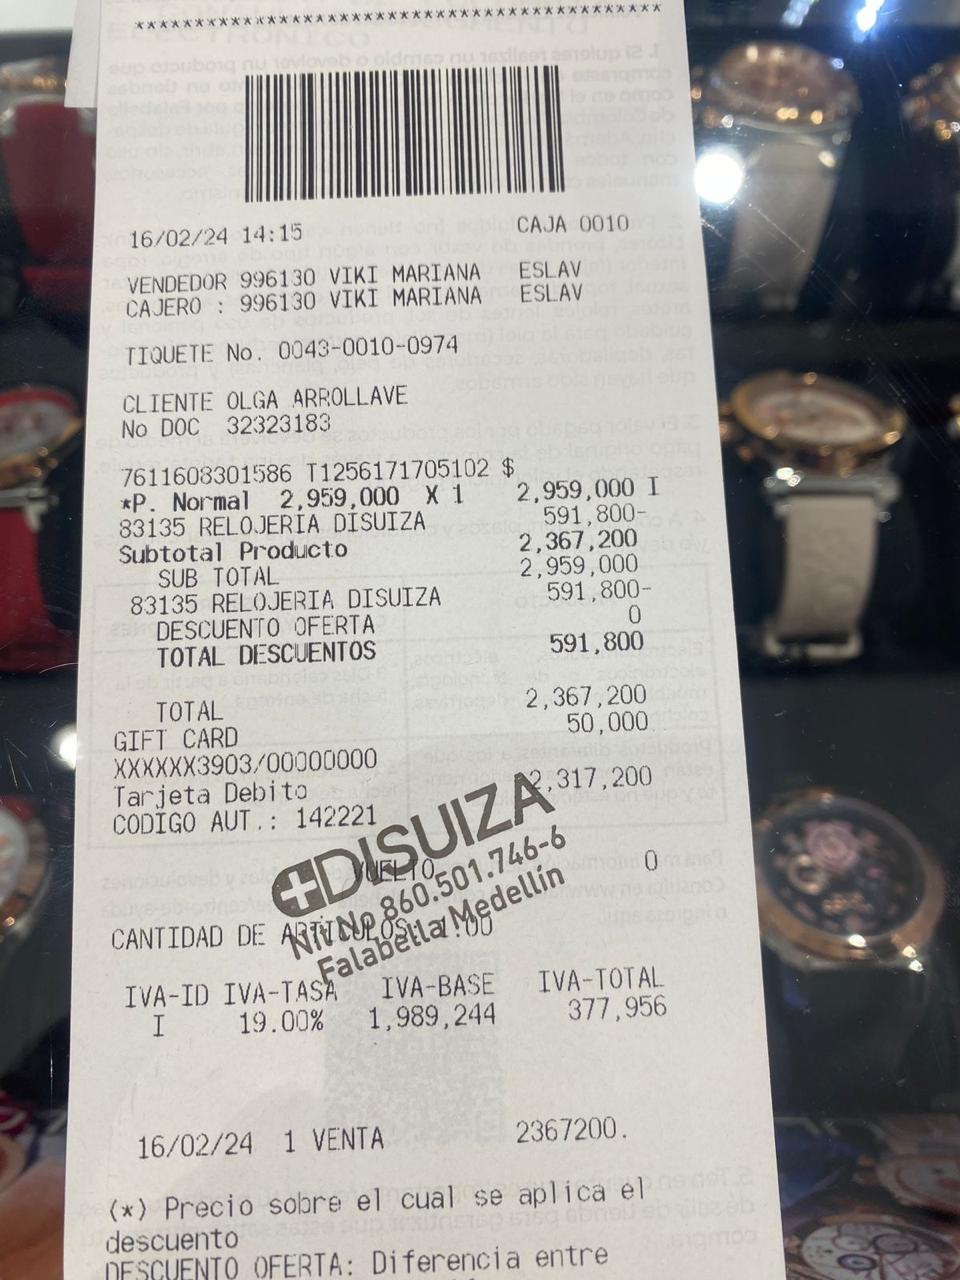 ****************************************
16/02/24 14:15 CAJA 0010
VENDEDOR 996130 VIKI MARIANA ESLAV
CAJERO : 996130 VIKI MARIANA ESLAV
TIQUETE No. 0043-0010-0974
CLIENTE OLGA ARROLLAVE
No DOC 32323183
7611608301586 T1256171705102 $
*P. Normal 2,959,000 X 1 2,959,000 I
83135 RELOJERIA DISUIZA 591,800-
Subtotal Producto 2,367,200
SUB TOTAL 2,959,000
83135 RELOJERIA DISUIZA 591,800-
DESCUENTO OFERTA 0
TOTAL DESCUENTOS 591,800
TOTAL 2,367,200
GIFT CARD 50,000
XXXXXX3903/00000000
Tarjeta Debito 2,317,200
CODIGO AUT.: 142221
DISUIZA
VUELTO 0
Nit No 860.501.746-6
CANTIDAD DE ARTICULOS: 1.00
Falabella Medellín
IVA-ID IVA-TASA IVA-BASE IVA-TOTAL
I 19.00% 1,989,244 377,956
16/02/24 1 VENTA 2367200.
(*) Precio sobre el cual se aplica el
descuento
DESCUENTO OFERTA: Diferencia entre